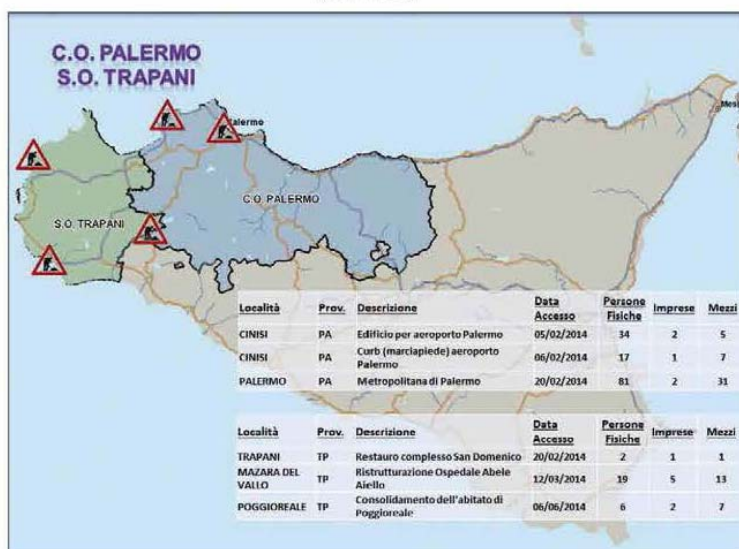 C.O. PALERMO
S.O. TRAPANI
Palermo
Mess
C.O. PALERMO
S.O. TRAPANI
Località Prov. Descrizione Data Accesso Persone Fisiche Imprese Mezzi
CINISI PA Edificio per aeroporto Palermo 05/02/2014 34 2 5
CINISI PA Curb (marciapiede) aeroporto Palermo 06/02/2014 17 1 7
PALERMO PA Metropolitana di Palermo 20/02/2014 81 2 31
Località Prov. Descrizione Data Accesso Persone Fisiche Imprese Mezzi
TRAPANI TP Restauro complesso San Domenico 20/02/2014 2 1 1
MAZARA DEL VALLO TP Ristrutturazione Ospedale Abele Aiello 12/03/2014 19 5 13
POGGIOREALE TP Consolidamento dell'abitato di Poggioreale 06/06/2014 6 2 7